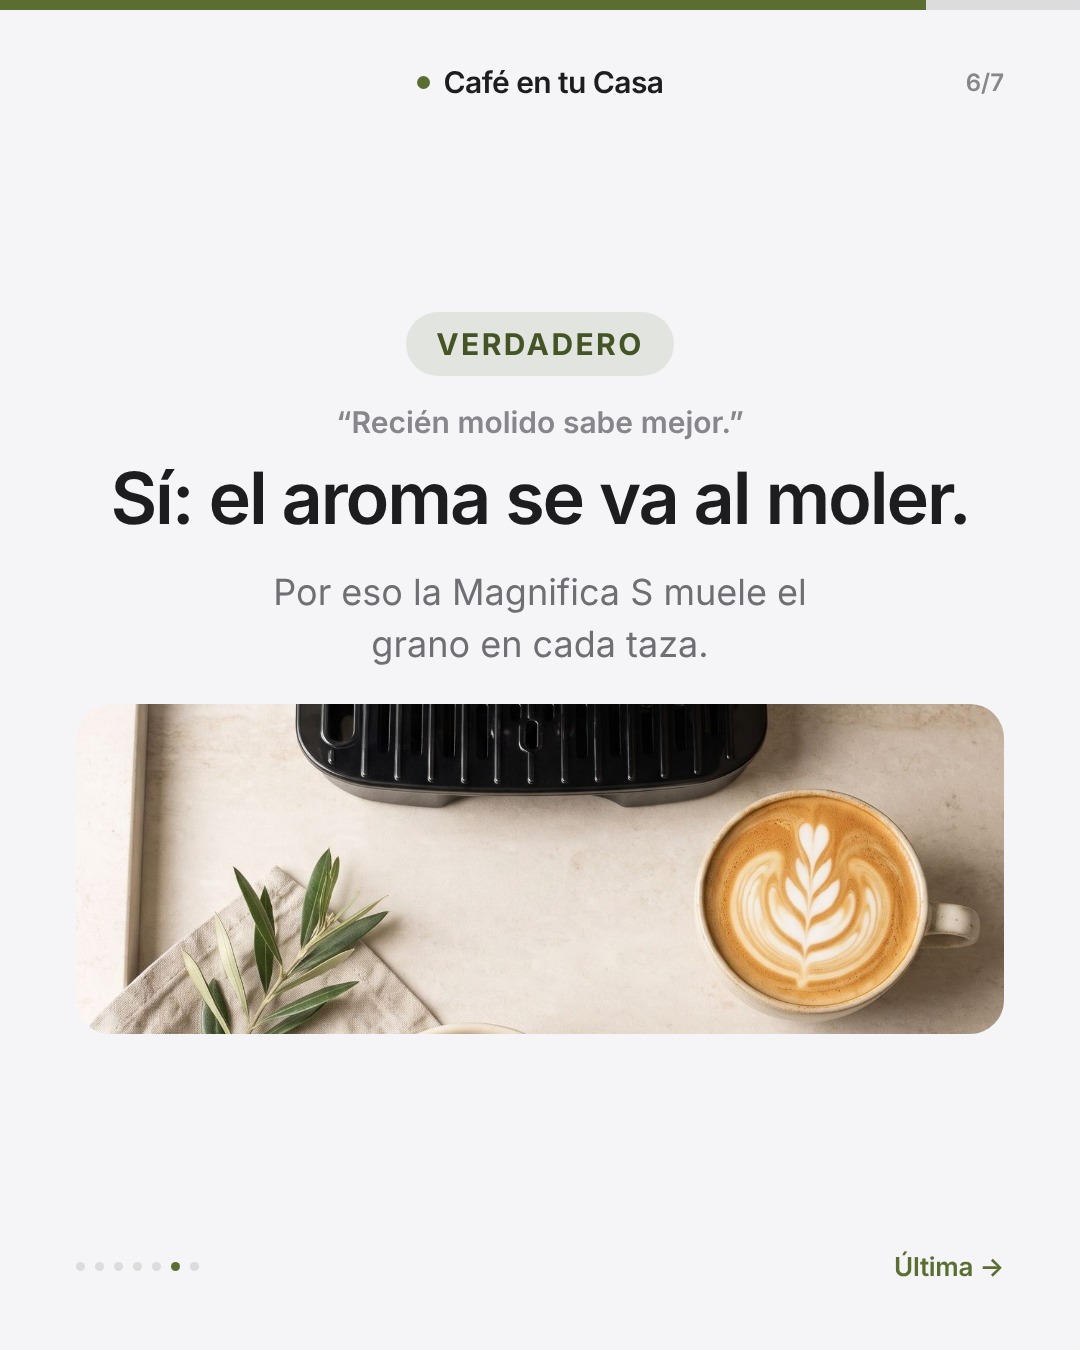 Café en tu Casa
6/7
VERDADERO
“Recién molido sabe mejor.”
Sí: el aroma se va al moler.
Por eso la Magnifica S muele el
grano en cada taza.
Última →